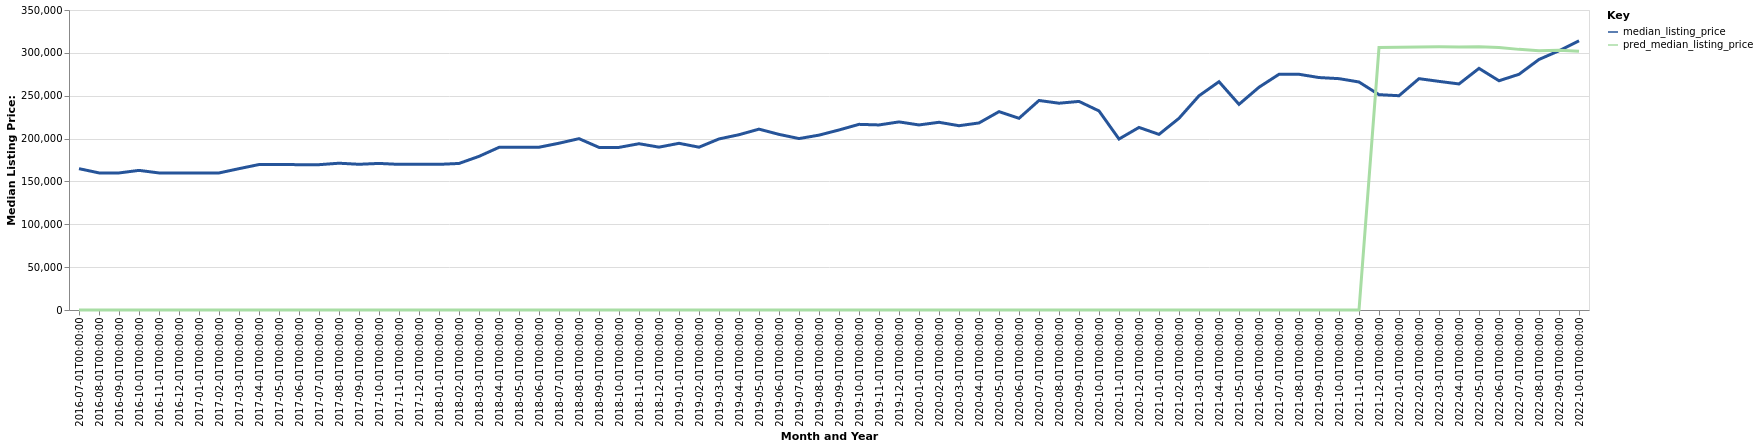 350,000
300,000
250,000
200,000
150,000
100,000
50,000
0
Median Listing Price:
2016-07-01T00:00:00
2016-08-01T00:00:00
2016-09-01T00:00:00
2016-10-01T00:00:00
2016-11-01T00:00:00
2016-12-01T00:00:00
2017-01-01T00:00:00
2017-02-01T00:00:00
2017-03-01T00:00:00
2017-04-01T00:00:00
2017-05-01T00:00:00
2017-06-01T00:00:00
2017-07-01T00:00:00
2017-08-01T00:00:00
2017-09-01T00:00:00
2017-10-01T00:00:00
2017-11-01T00:00:00
2017-12-01T00:00:00
2018-01-01T00:00:00
2018-02-01T00:00:00
2018-03-01T00:00:00
2018-04-01T00:00:00
2018-05-01T00:00:00
2018-06-01T00:00:00
2018-07-01T00:00:00
2018-08-01T00:00:00
2018-09-01T00:00:00
2018-10-01T00:00:00
2018-11-01T00:00:00
2018-12-01T00:00:00
2019-01-01T00:00:00
2019-02-01T00:00:00
2019-03-01T00:00:00
2019-04-01T00:00:00
2019-05-01T00:00:00
2019-06-01T00:00:00
2019-07-01T00:00:00
2019-08-01T00:00:00
2019-09-01T00:00:00
2019-10-01T00:00:00
2019-11-01T00:00:00
2019-12-01T00:00:00
2020-01-01T00:00:00
2020-02-01T00:00:00
2020-03-01T00:00:00
2020-04-01T00:00:00
2020-05-01T00:00:00
2020-06-01T00:00:00
2020-07-01T00:00:00
2020-08-01T00:00:00
2020-09-01T00:00:00
2020-10-01T00:00:00
2020-11-01T00:00:00
2020-12-01T00:00:00
2021-01-01T00:00:00
2021-02-01T00:00:00
2021-03-01T00:00:00
2021-04-01T00:00:00
2021-05-01T00:00:00
2021-06-01T00:00:00
2021-07-01T00:00:00
2021-08-01T00:00:00
2021-09-01T00:00:00
2021-10-01T00:00:00
2021-11-01T00:00:00
2021-12-01T00:00:00
2022-01-01T00:00:00
2022-02-01T00:00:00
2022-03-01T00:00:00
2022-04-01T00:00:00
2022-05-01T00:00:00
2022-06-01T00:00:00
2022-07-01T00:00:00
2022-08-01T00:00:00
2022-09-01T00:00:00
2022-10-01T00:00:00
Month and Year
Key
median_listing_price
pred_median_listing_price